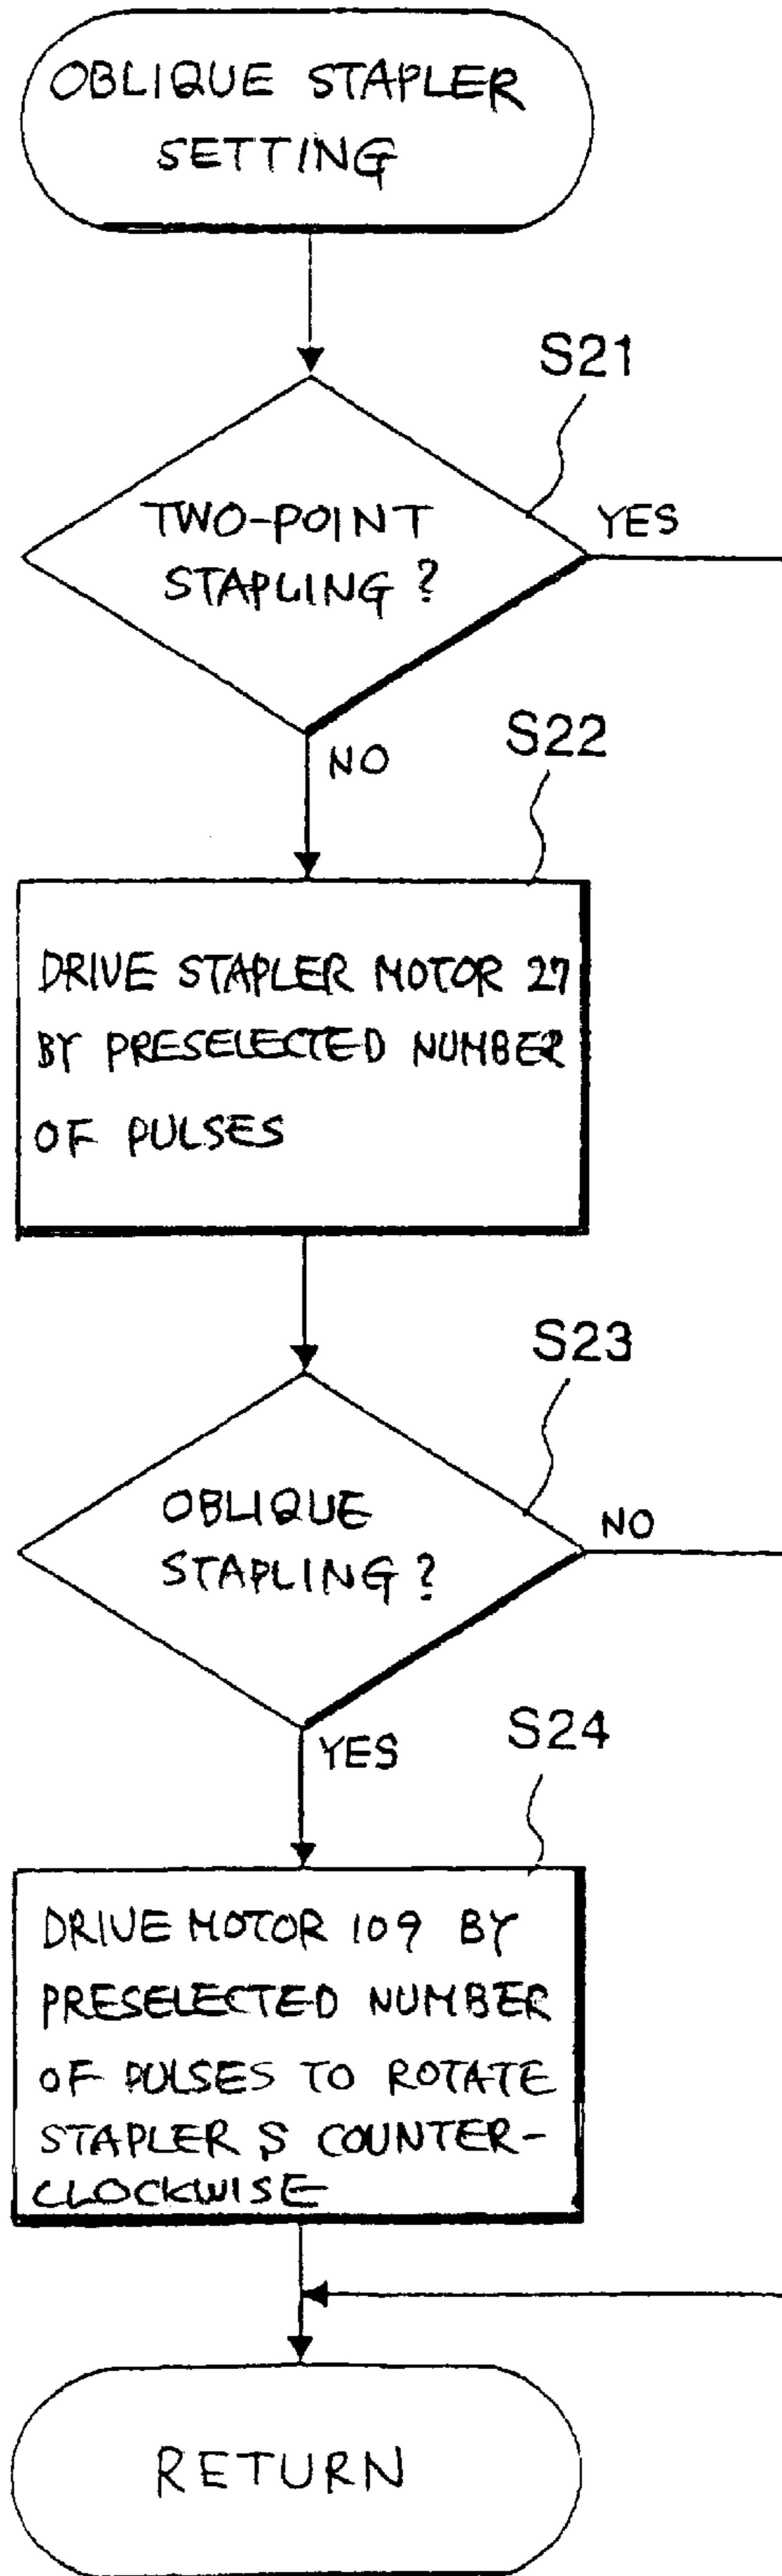 OBLIQUE STAPLER
SETTING
S21
TWO-POINT
STAPLING?
YES
NO
S22
DRIVE STAPLER MOTOR 27
BY PRESELECTED NUMBER
OF PULSES
S23
OBLIQUE
STAPLING?
NO
YES
S24
DRIVE MOTOR 109 BY
PRESELECTED NUMBER
OF PULSES TO ROTATE
STAPLER S COUNTER-
CLOCKWISE
RETURN